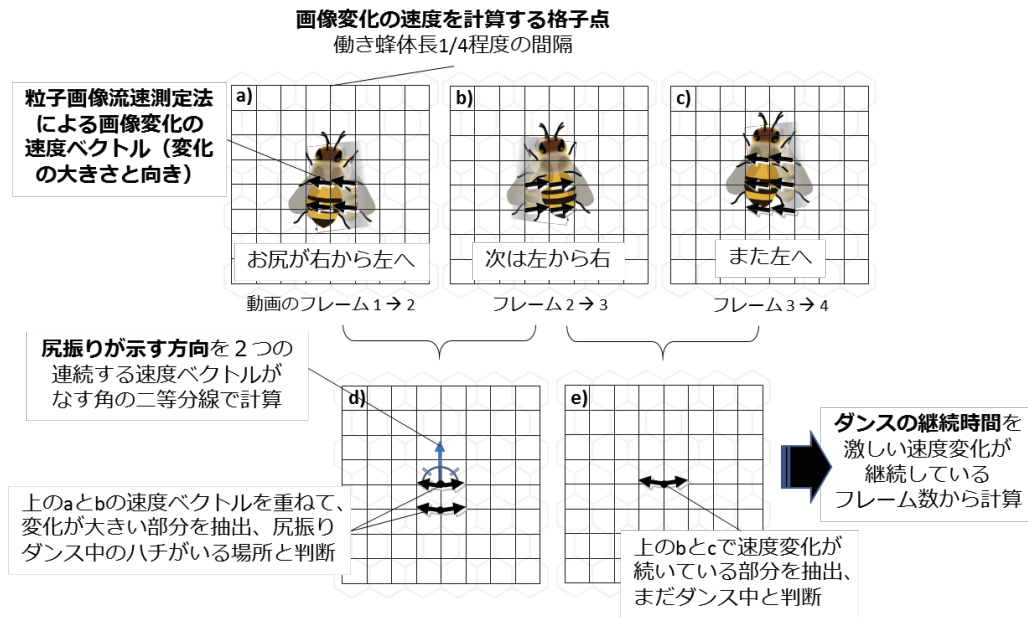 画像変化の速度を計算する格子点
働き蜂体長1/4程度の間隔
粒子画像流速測定法
による画像変化の
速度ベクトル（変化
の大きさと向き）
a)
b)
c)
お尻が右から左へ
次は左から右
また左へ
動画のフレーム1→2
フレーム2→3
フレーム3→4
尻振りが示す方向を２つの
連続する速度ベクトルが
なす角の二等分線で計算
d)
e)
ダンスの継続時間を
激しい速度変化が
継続している
フレーム数から計算
上のaとbの速度ベクトルを重ねて、
変化が大きい部分を抽出、尻振り
ダンス中のハチがいる場所と判断
上のbとcで速度変化が
続いている部分を抽出、
まだダンス中と判断